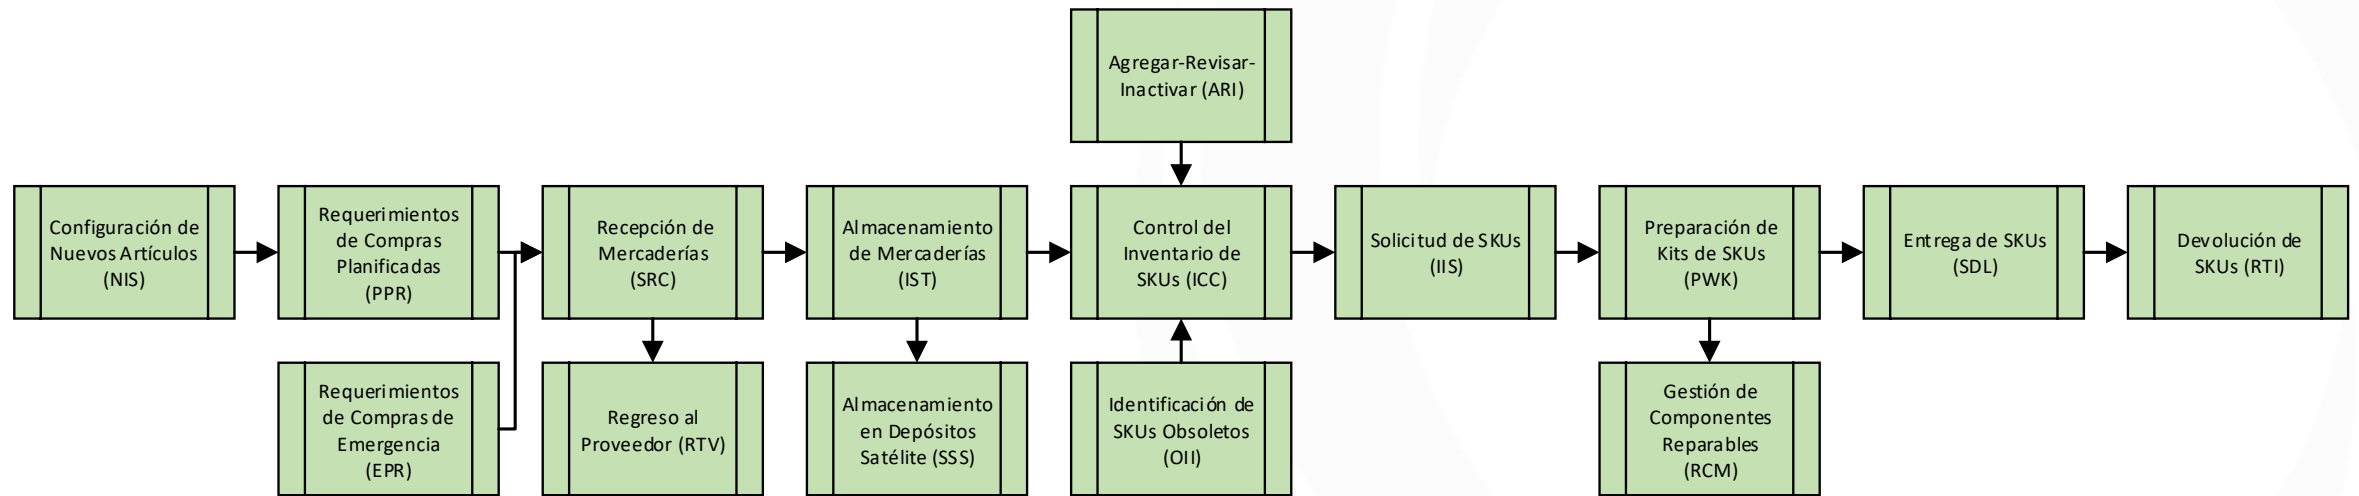 Agregar-Revisar-
Inactivar (ARI)
Configuración de
Nuevos Artículos
(NIS)
Requerimientos
de Compras
Planificadas
(PPR)
Recepción de
Mercaderías
(SRC)
Almacenamiento
de Mercaderías
(IST)
Control del
Inventario de
SKUs (ICC)
Solicitud de SKUs
(IIS)
Preparación de
Kits de SKUs
(PWK)
Entrega de SKUs
(SDL)
Devolución de
SKUs (RTI)
Requerimientos
de Compras de
Emergencia
(EPR)
Regreso al
Proveedor (RTV)
Almacenamiento
en Depósitos
Satélite (SSS)
Identificación de
SKUs Obsoletos
(OII)
Gestión de
Componentes
Reparables
(RCM)